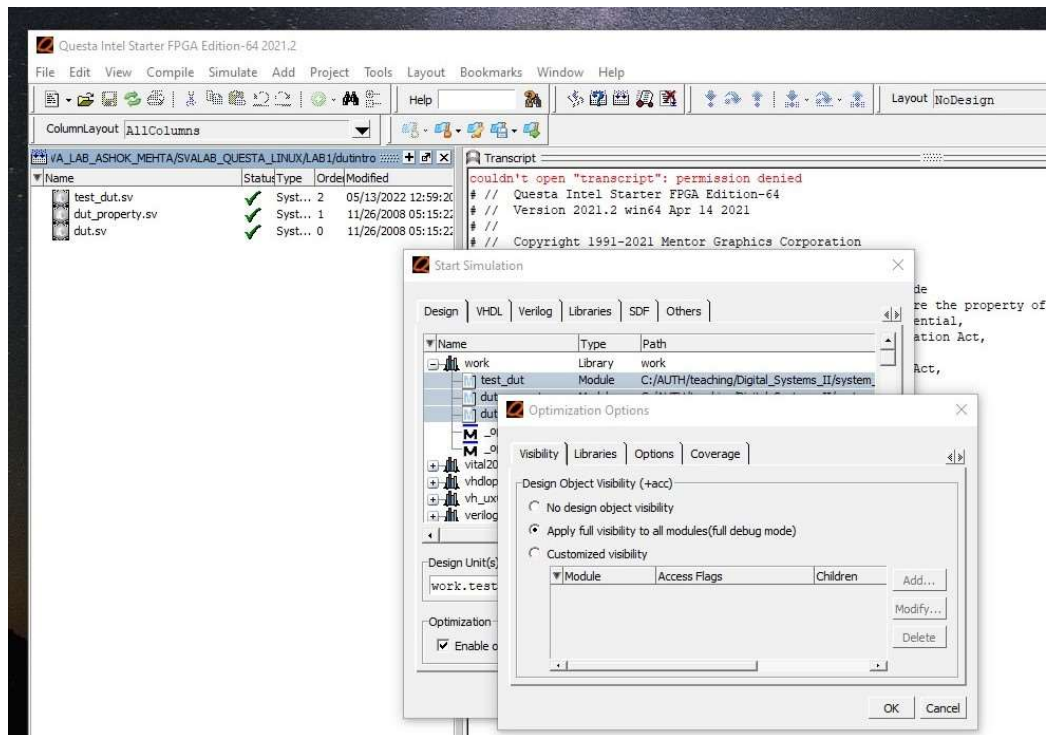 Questa Intel Starter FPGA Edition-64 2021.2
File Edit View Compile Simulate Add Project Tools Layout Bookmarks Window Help
Help
Layout NoDesign
ColumnLayout AllColumns
VA_LAB_ASHOK_MEHTA/SVALAB_QUESTA_LINUX/LAB1/dutintro
Name Status Type Order Modified
test_dut.sv Syst... 2 05/13/2022 12:59:20
dut_property.sv Syst... 1 11/26/2008 05:15:22
dut.sv Syst... 0 11/26/2008 05:15:22
Transcript
couldn't open "transcript": permission denied
# // Questa Intel Starter FPGA Edition-64
# // Version 2021.2 win64 Apr 14 2021
# //
# // Copyright 1991-2021 Mentor Graphics Corporation
re the property of
ential,
ation Act,
Act,
Start Simulation
Design VHDL Verilog Libraries SDF Others
Name Type Path
work Library work
test_dut Module C:/AUTH/teaching/Digital_Systems_II/system_
dut
dut
vital20
vhdlop
vh_ux
verilog
Design Unit(s)
work.test
Optimization
Enable o
Optimization Options
Visibility Libraries Options Coverage
Design Object Visibility (+acc)
No design object visibility
Apply full visibility to all modules(full debug mode)
Customized visibility
Module Access Flags Children
Add...
Modify...
Delete
OK Cancel